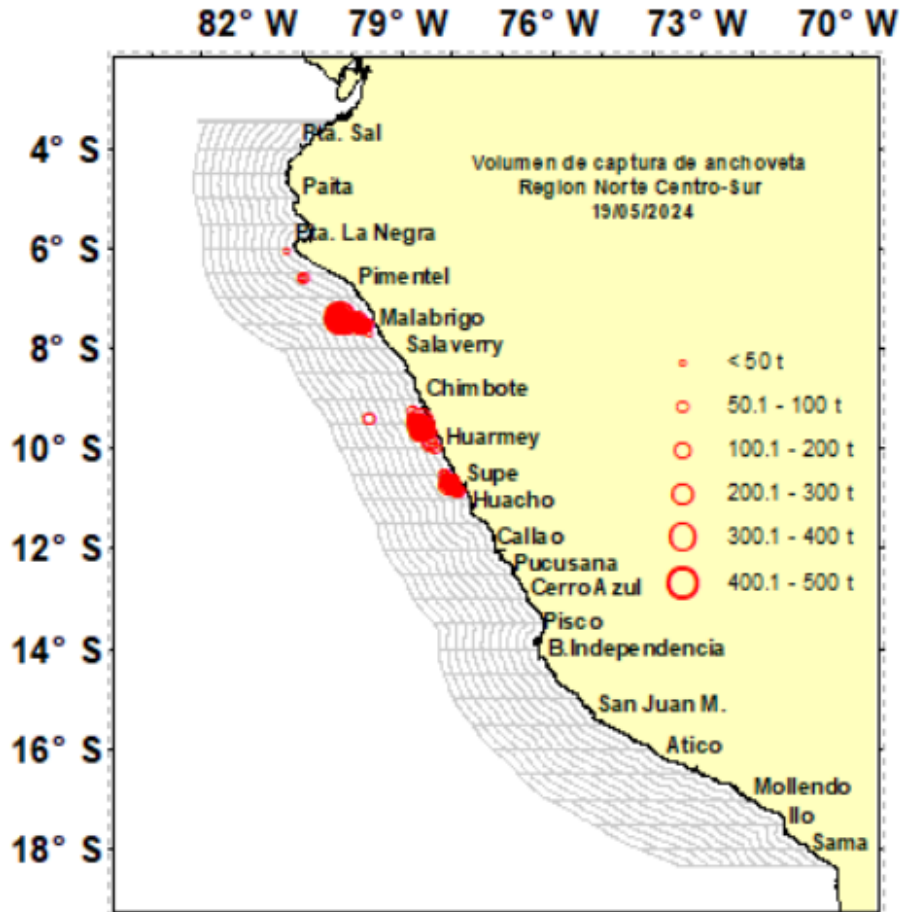 82° W 79° W 76° W 73° W 70° W
4° S
6° S
8° S
10° S
12° S
14° S
16° S
18° S
Volumen de captura de anchoveta
Region Norte Centro-Sur
19/05/2024
Pta. Sal
Paita
Pta. La Negra
Pimentel
Malabrigo
Salaverry
Chimbote
Huarmey
Supe
Huacho
Callao
Pucusana
Cerro Azul
Pisco
B.Independencia
San Juan M.
Atico
Mollendo
Ilo
Sama
< 50 t
50.1 - 100 t
100.1 - 200 t
200.1 - 300 t
300.1 - 400 t
400.1 - 500 t